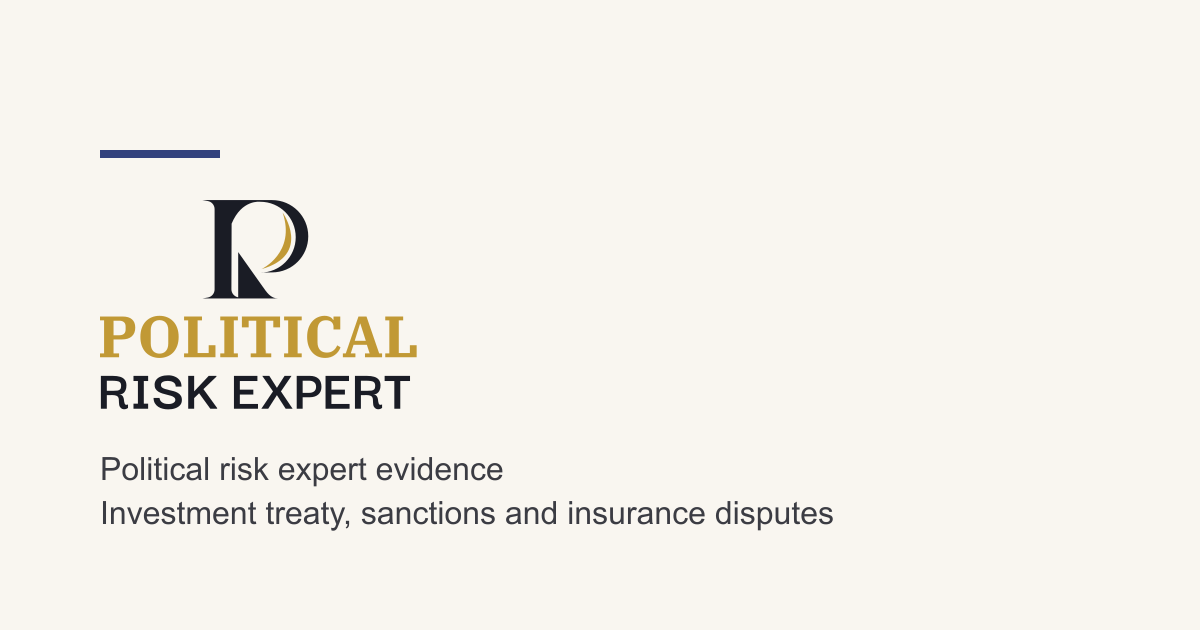 POLITICAL
RISK EXPERT
Political risk expert evidence
Investment treaty, sanctions and insurance disputes